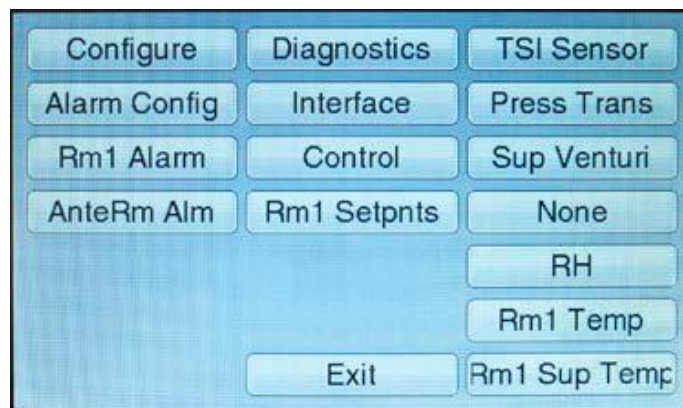 Configure Diagnostics TSI Sensor
Alarm Config Interface Press Trans
Rm1 Alarm Control Sup Venturi
AnteRm Alm Rm1 Setpnts None
RH
Rm1 Temp
Exit Rm1 Sup Temp